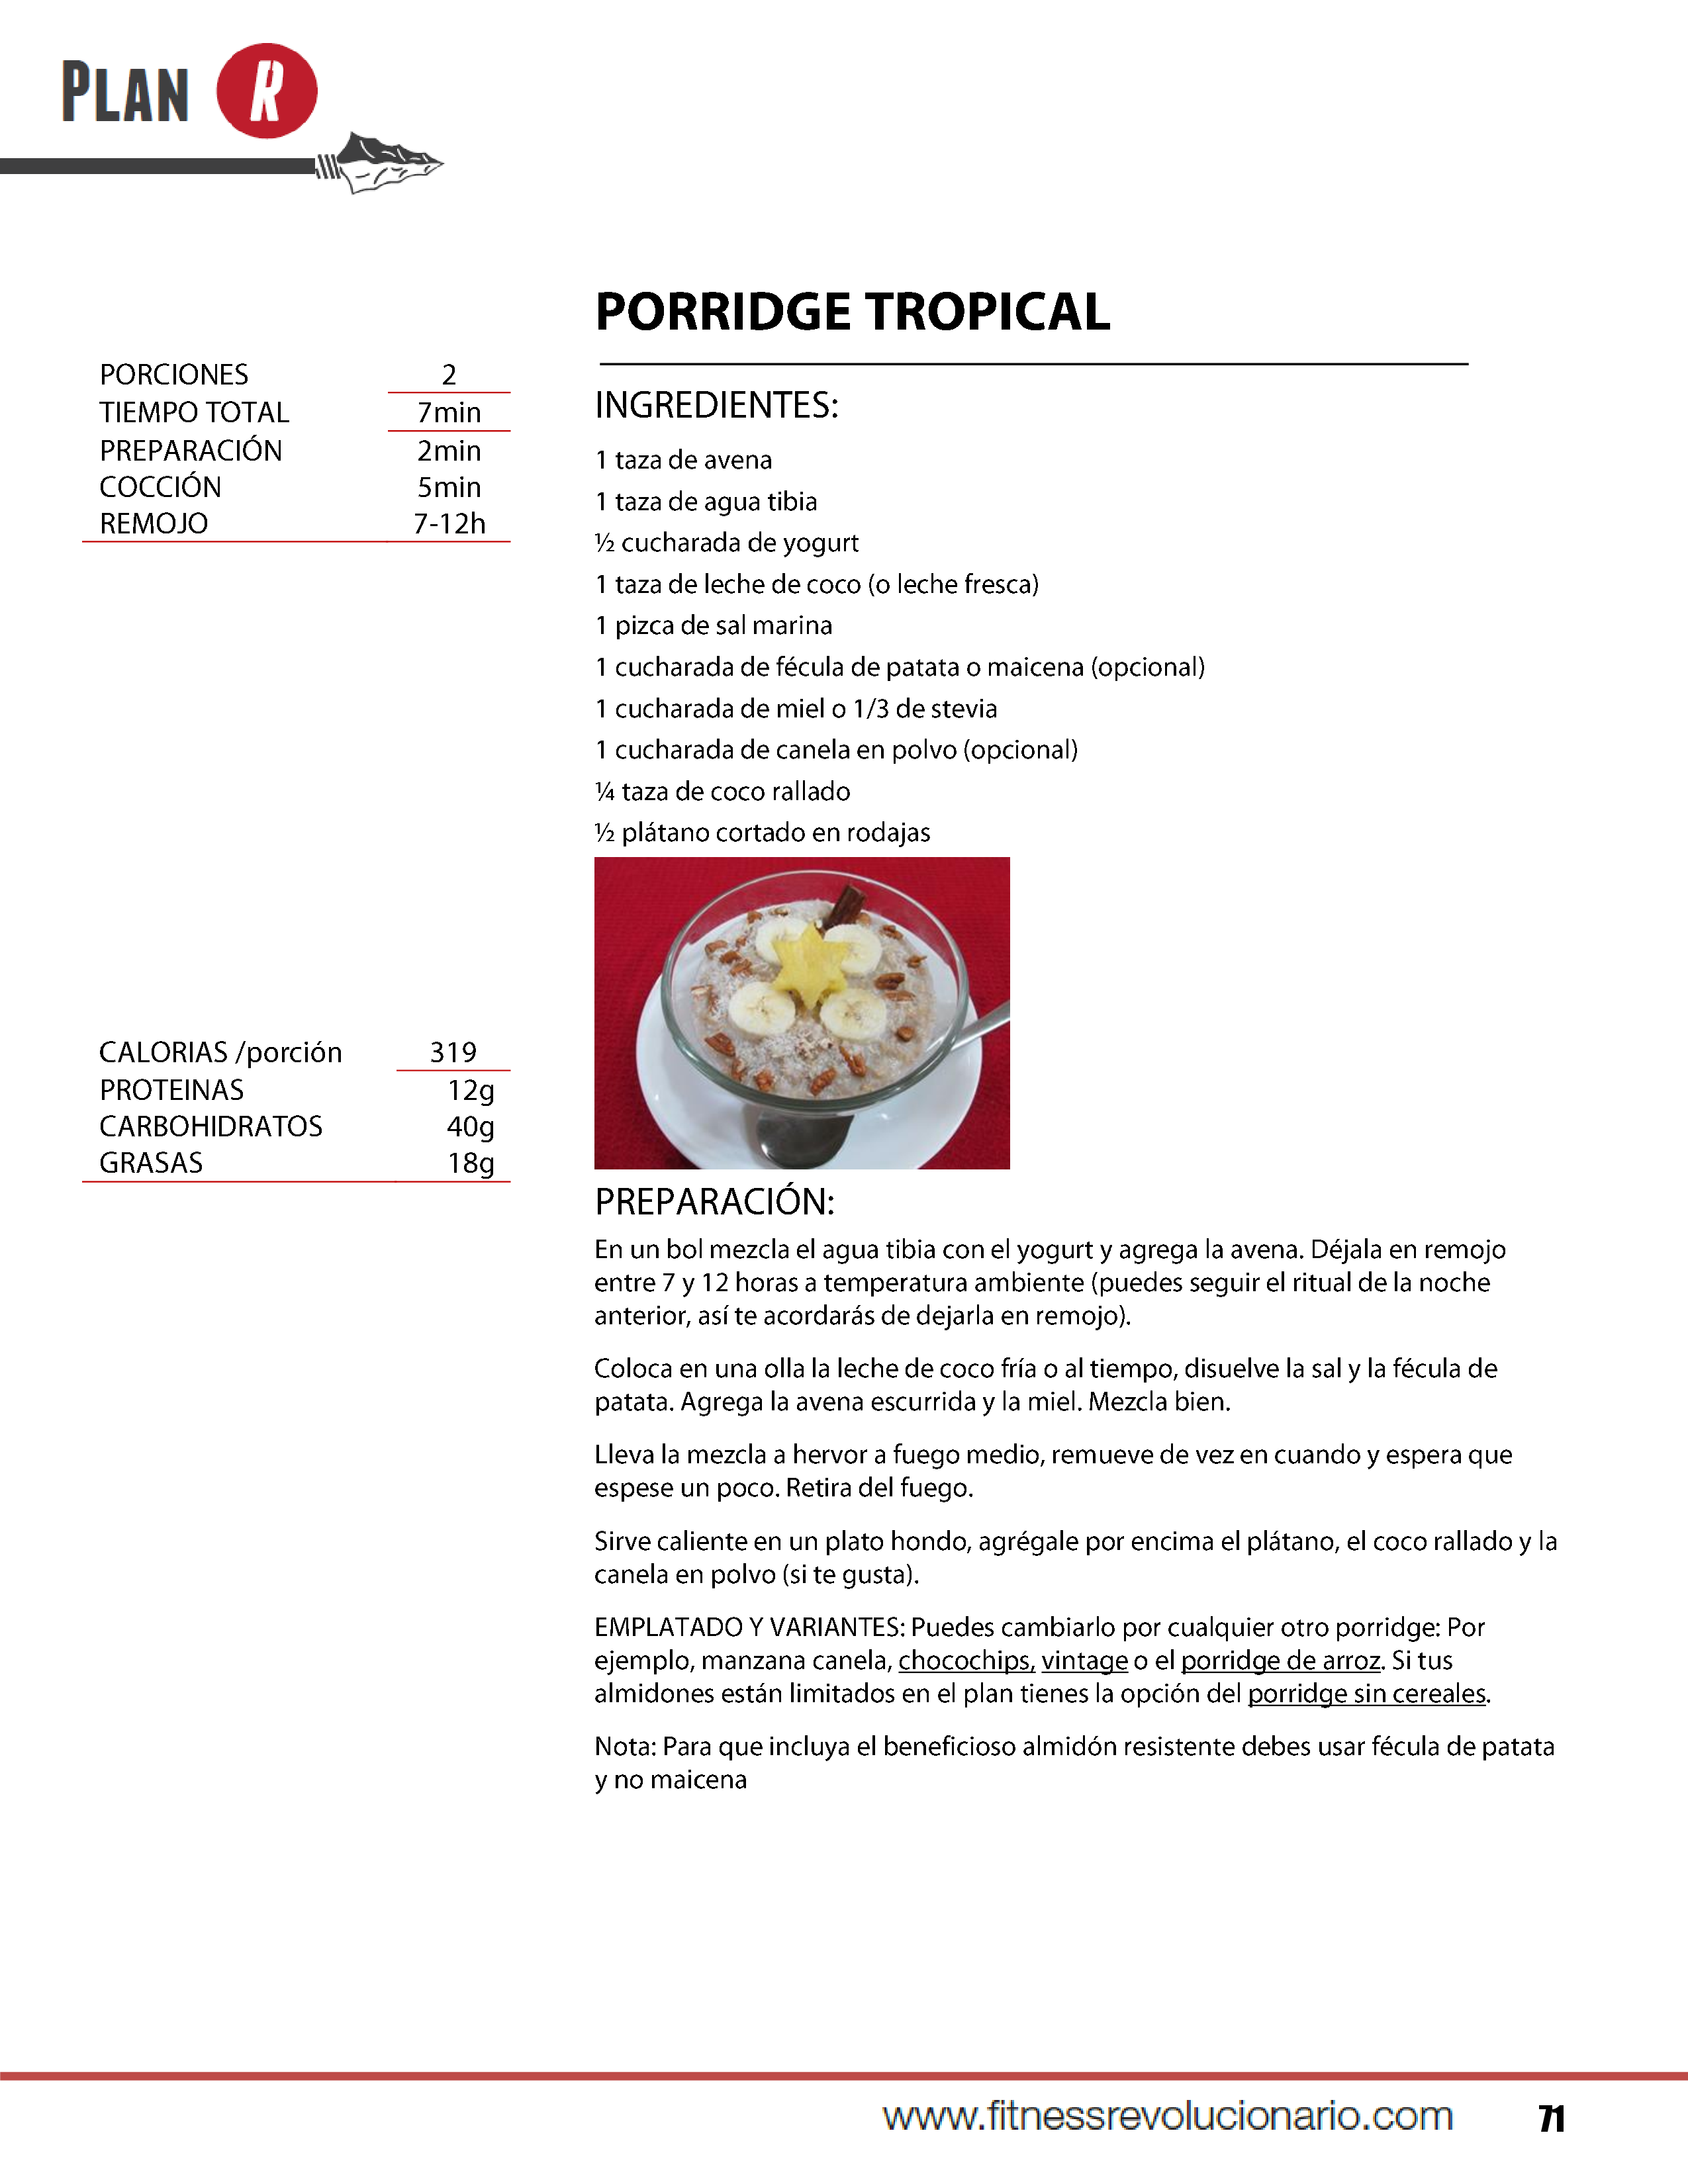 PLAN R
PORRIDGE TROPICAL
PORCIONES 2
TIEMPO TOTAL 7min
PREPARACIÓN 2min
COCCIÓN 5min
REMOJO 7-12h
INGREDIENTES:
1 taza de avena
1 taza de agua tibia
½ cucharada de yogurt
1 taza de leche de coco (o leche fresca)
1 pizca de sal marina
1 cucharada de fécula de patata o maicena (opcional)
1 cucharada de miel o 1/3 de stevia
1 cucharada de canela en polvo (opcional)
¼ taza de coco rallado
½ plátano cortado en rodajas
CALORIAS /porción 319
PROTEINAS 12g
CARBOHIDRATOS 40g
GRASAS 18g
PREPARACIÓN:
En un bol mezcla el agua tibia con el yogurt y agrega la avena. Déjala en remojo
entre 7 y 12 horas a temperatura ambiente (puedes seguir el ritual de la noche
anterior, así te acordarás de dejarla en remojo).
Coloca en una olla la leche de coco fría o al tiempo, disuelve la sal y la fécula de
patata. Agrega la avena escurrida y la miel. Mezcla bien.
Lleva la mezcla a hervor a fuego medio, remueve de vez en cuando y espera que
espese un poco. Retira del fuego.
Sirve caliente en un plato hondo, agrégale por encima el plátano, el coco rallado y la
canela en polvo (si te gusta).
EMPLATADO Y VARIANTES: Puedes cambiarlo por cualquier otro porridge: Por
ejemplo, manzana canela, chocochips, vintage o el porridge de arroz. Si tus
almidones están limitados en el plan tienes la opción del porridge sin cereales.
Nota: Para que incluya el beneficioso almidón resistente debes usar fécula de patata
y no maicena
www.fitnessrevolucionario.com 71